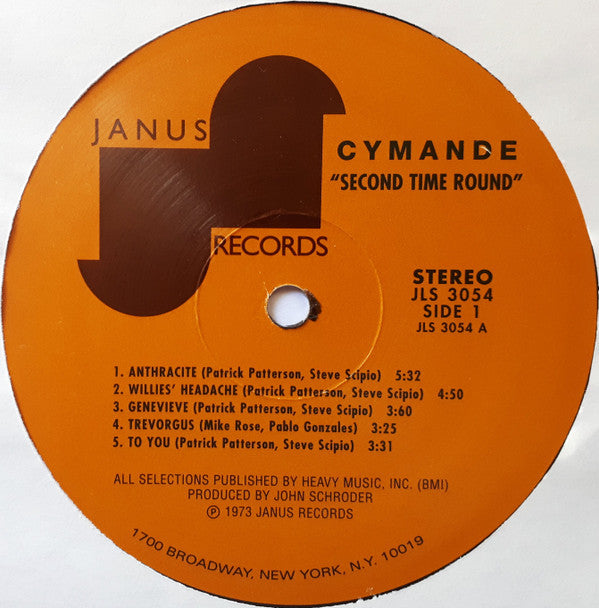 JANUS
RECORDS
CYMANDE
"SECOND TIME ROUND"
STEREO
JLS 3054
SIDE 1
JLS 3054 A
1. ANTHRACITE (Patrick Patterson, Steve Scipio) 5:32
2. WILLIES' HEADACHE (Patrick Patterson, Steve Scipio) 4:50
3. GENEVIEVE (Patrick Patterson, Steve Scipio) 3:60
4. TREVORGUS (Mike Rose, Pablo Gonzales) 3:25
5. TO YOU (Patrick Patterson, Steve Scipio) 3:31
ALL SELECTIONS PUBLISHED BY HEAVY MUSIC, INC. (BMI)
PRODUCED BY JOHN SCHRODER
℗ 1973 JANUS RECORDS
1700 BROADWAY, NEW YORK, N.Y. 10019